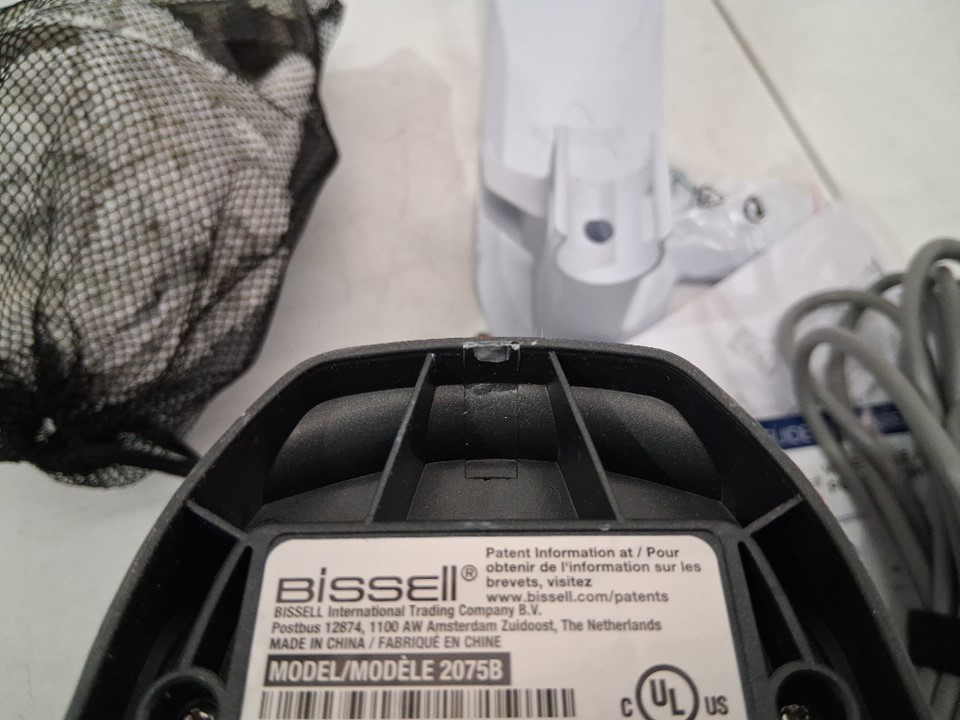 BISSELL®
Patent Information at / Pour
obtenir de l'information sur les
brevets, visitez
www.bissell.com/patents
BISSELL International Trading Company B.V.
Postbus 12874, 1100 AW Amsterdam Zuidoost, The Netherlands
MADE IN CHINA / FABRIQUÉ EN CHINE
MODEL/MODÈLE 2075B
C UL US